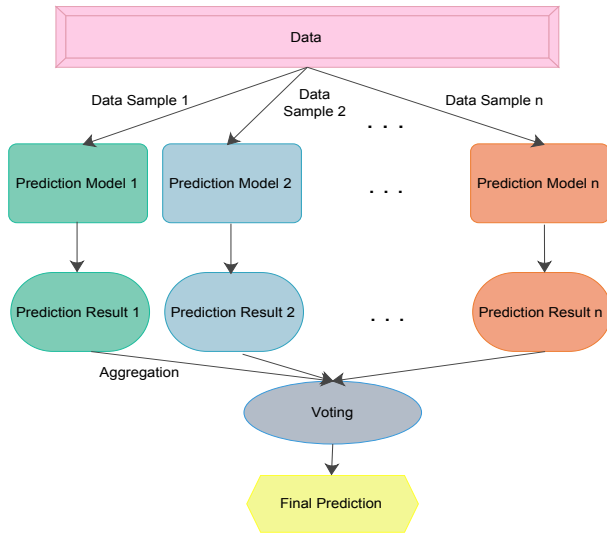 Data
Data Sample 1
Data
Sample 2
Data Sample n
. . .
Prediction Model 1
Prediction Model 2
. . .
Prediction Model n
Prediction Result 1
Prediction Result 2
. . .
Prediction Result n
Aggregation
Voting
Final Prediction